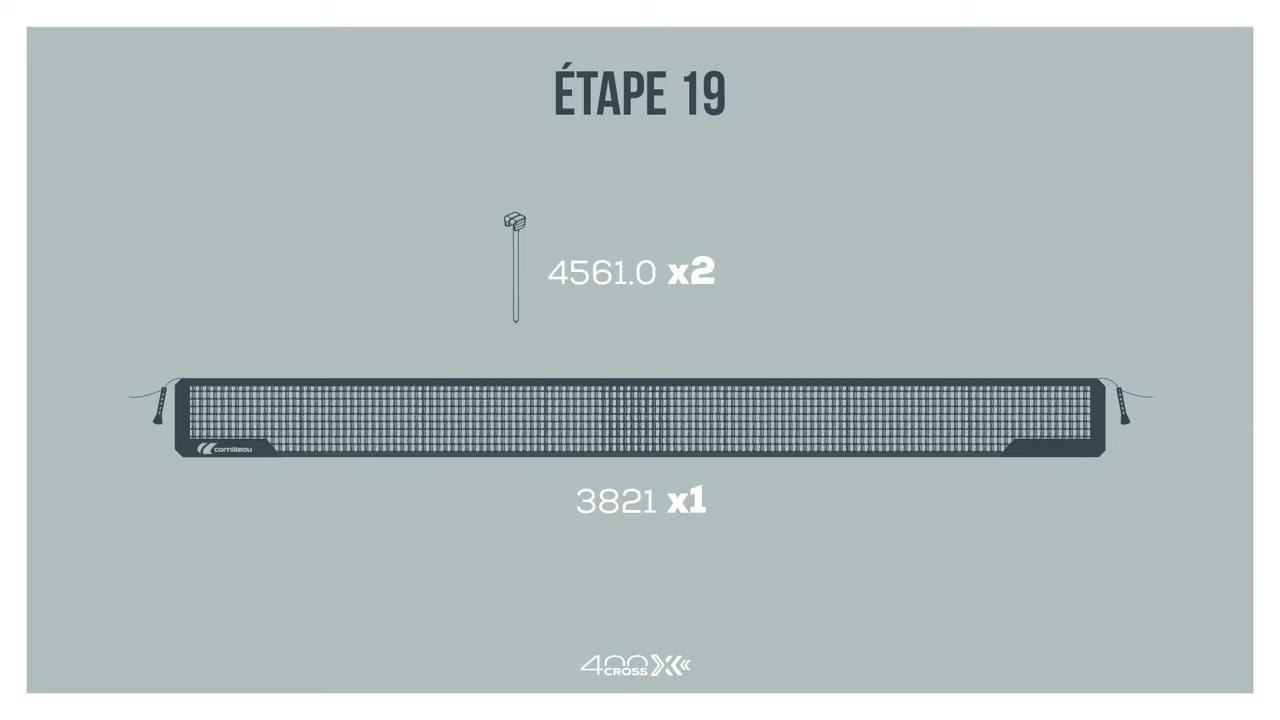 ÉTAPE 19
4561.0 x2
cornilleau
3821 x1
400 CROSS X